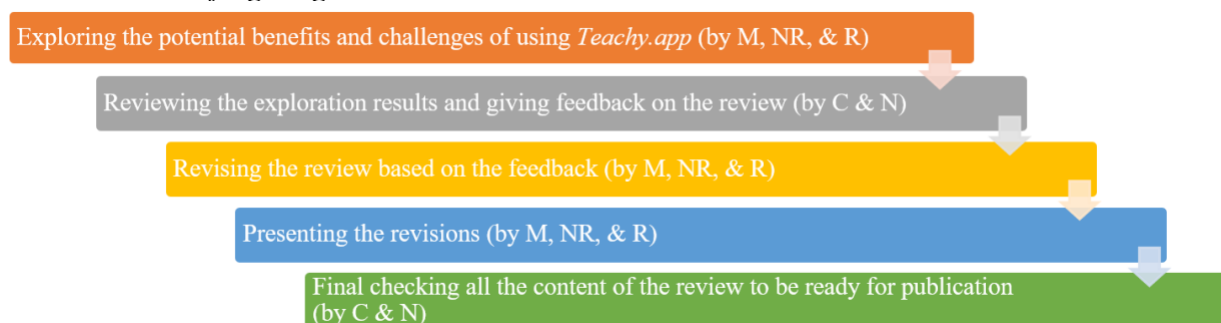 Exploring the potential benefits and challenges of using Teachy.app (by M, NR, & R)
Reviewing the exploration results and giving feedback on the review (by C & N)
Revising the review based on the feedback (by M, NR, & R)
Presenting the revisions (by M, NR, & R)
Final checking all the content of the review to be ready for publication
(by C & N)